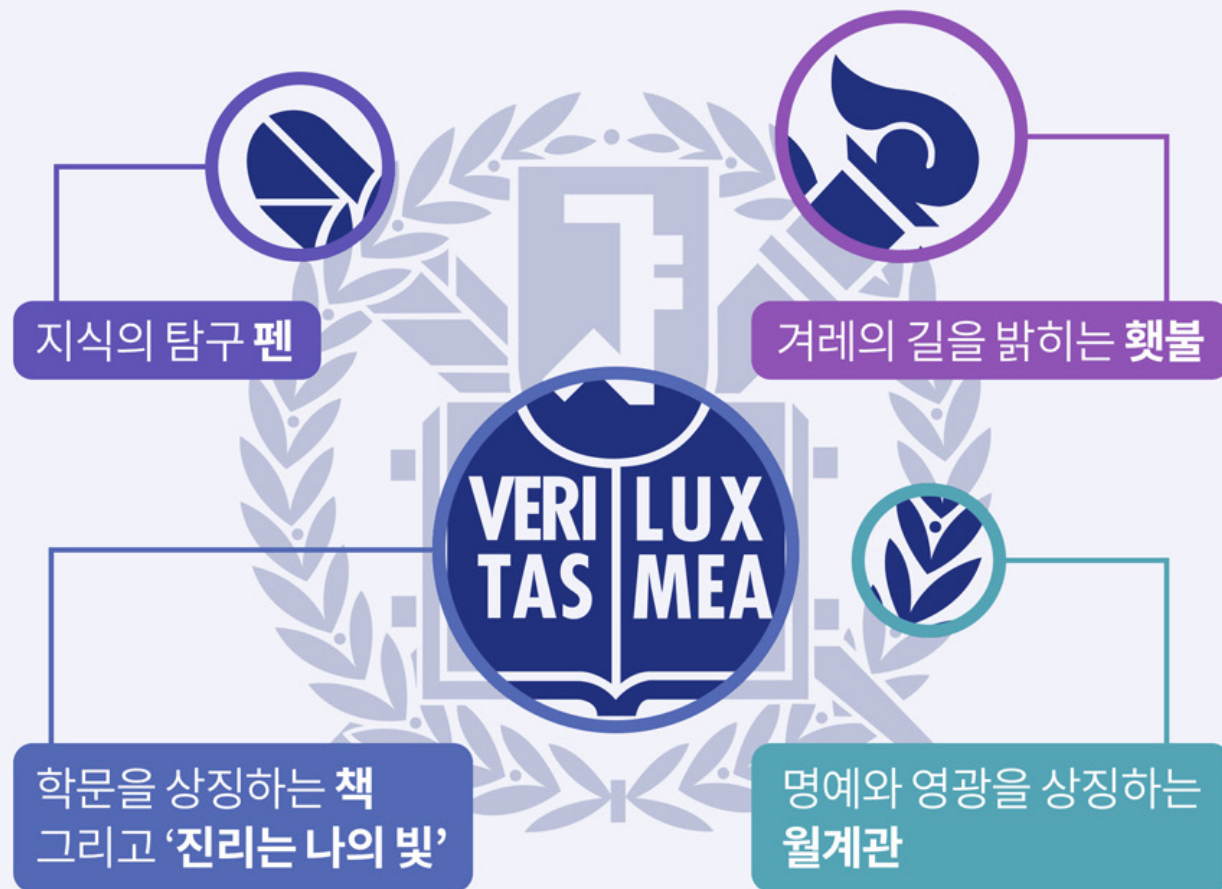 지식의 탐구 펜
겨레의 길을 밝히는 횃불
VERI LUX
TAS MEA
학문을 상징하는 책
그리고 ‘진리는 나의 빛’
명예와 영광을 상징하는
월계관